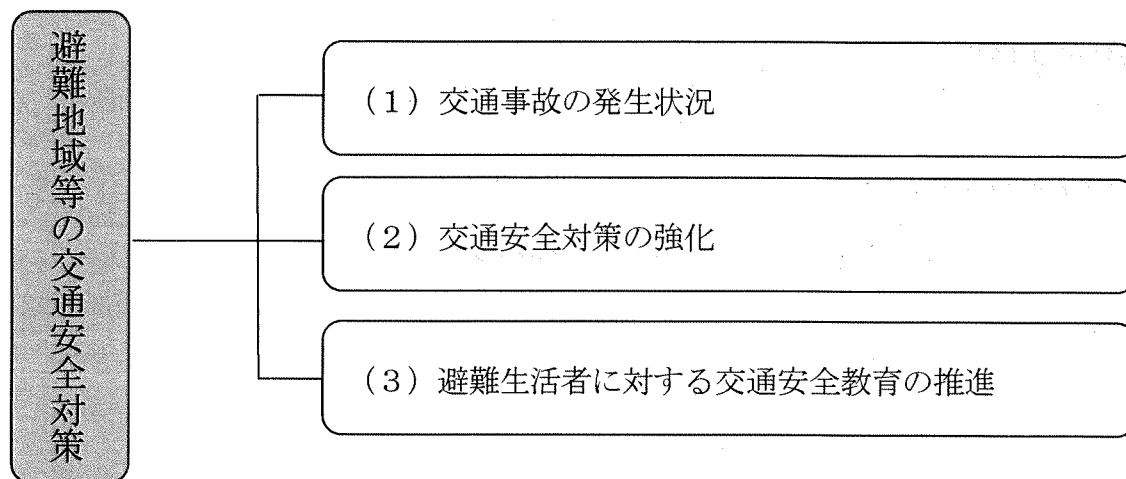 避難地域等の交通安全対策
（１）交通事故の発生状況
（２）交通安全対策の強化
（３）避難生活者に対する交通安全教育の推進